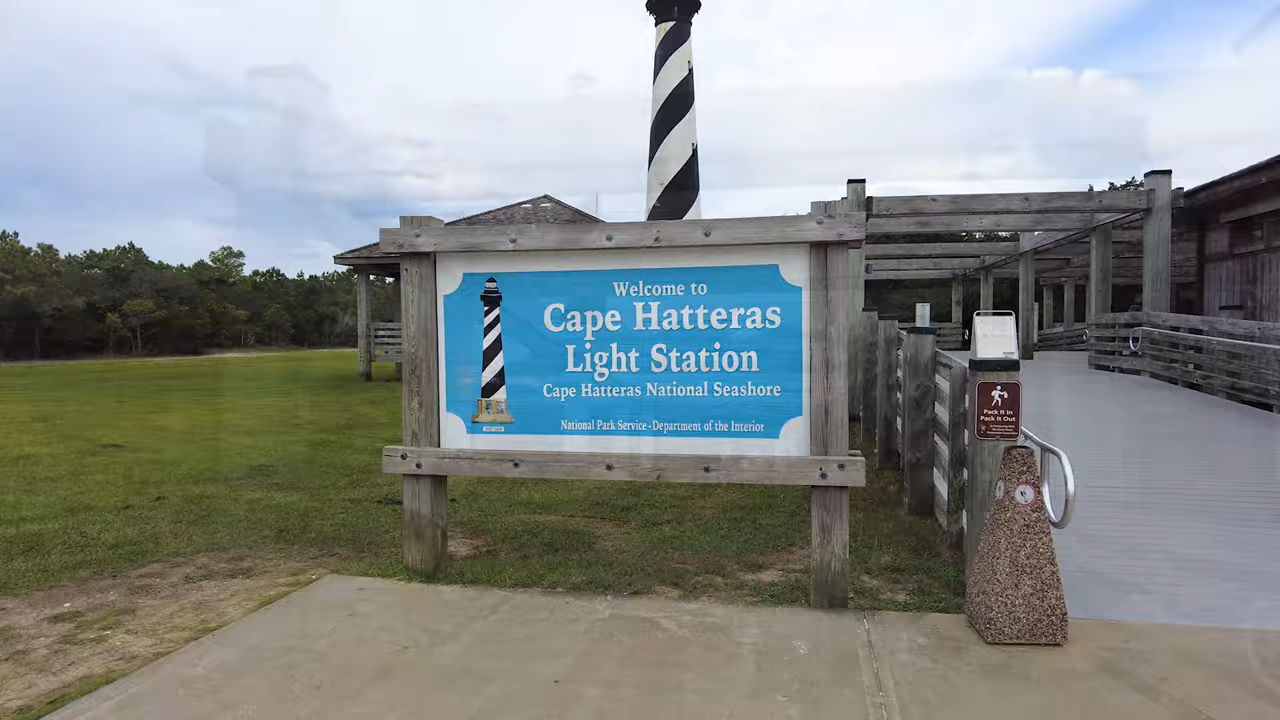 Welcome to
Cape Hatteras
Light Station
Cape Hatteras National Seashore
National Park Service - Department of the Interior
Pack It In
Pack It Out